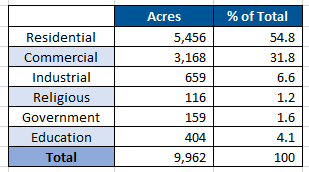 Acres % of Total
Residential 5,456 54.8
Commercial 3,168 31.8
Industrial 659 6.6
Religious 116 1.2
Government 159 1.6
Education 404 4.1
Total 9,962 100